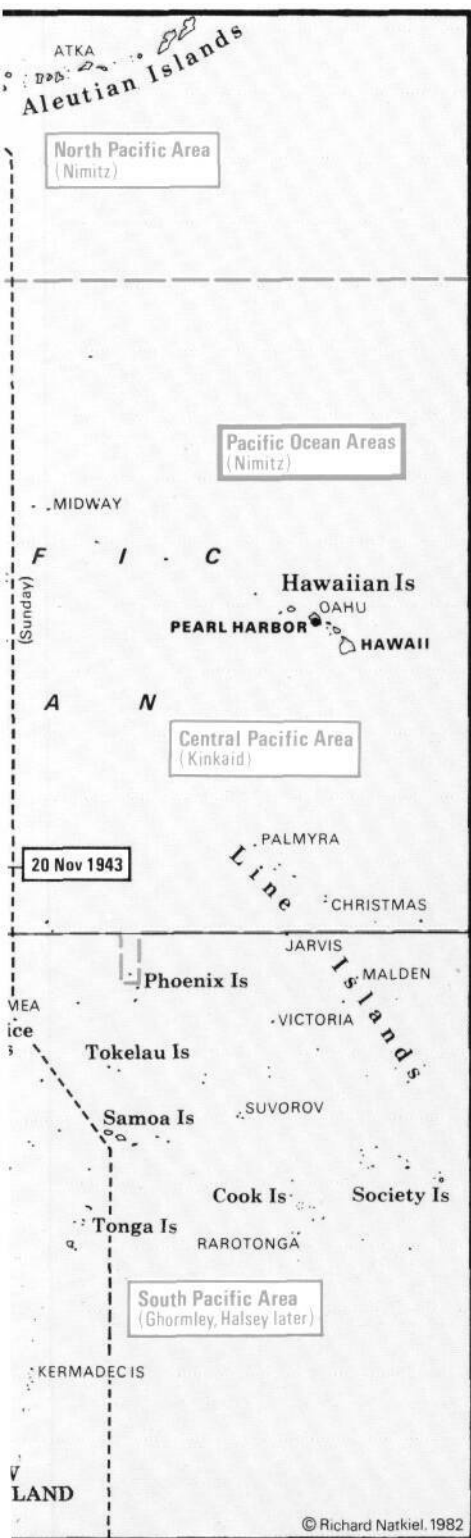 ATKA
Aleutian Islands
North Pacific Area
(Nimitz)
Pacific Ocean Areas
(Nimitz)
MIDWAY
F I C
Hawaiian Is
(Sunday)
OAHU
PEARL HARBOR
HAWAII
A N
Central Pacific Area
(Kinkaid)
PALMYRA
Line
20 Nov 1943
CHRISTMAS
JARVIS
Islands
Phoenix Is
MALDEN
MEA
VICTORIA
ice
s
Tokelau Is
SUVOROV
Samoa Is
Cook Is
Society Is
Tonga Is
RAROTONGA
South Pacific Area
(Ghormley, Halsey later)
KERMADEC IS
LAND
© Richard Natkiel, 1982